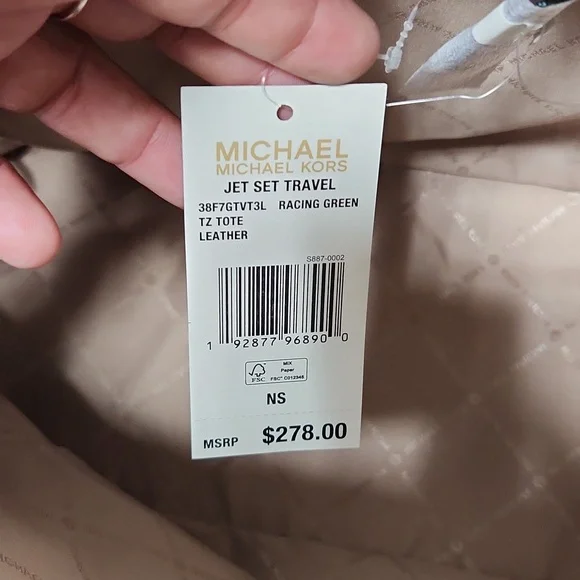 MICHAEL
MICHAEL KORS
JET SET TRAVEL
38F7GTVT3L RACING GREEN
TZ TOTE
LEATHER
S887-0002
1 92877 96890 0
FSC
MIX
Paper
FSC® C012348
NS
MSRP $278.00